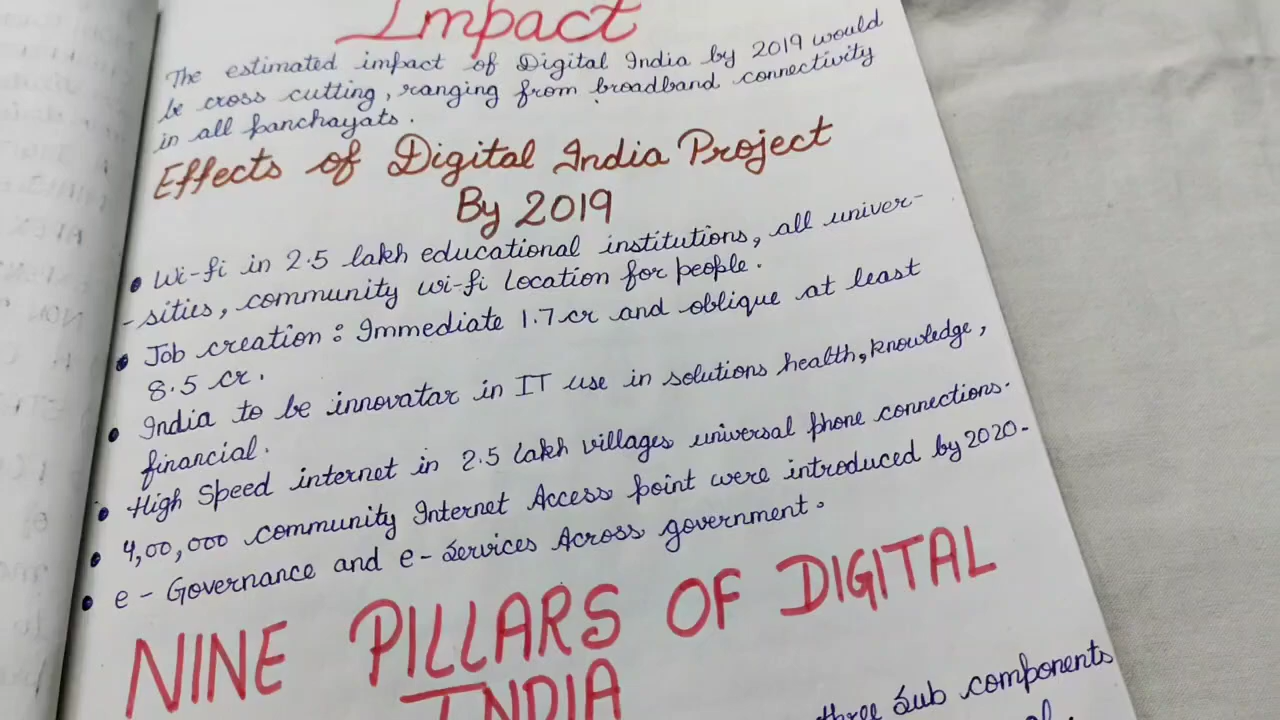 Impact
The estimated impact of Digital India by 2019 would
be cross cutting, ranging from broadband connectivity
in all panchayats.
Effects of Digital India Project
By 2019
• Wi-fi in 2.5 lakh educational institutions, all univer-
-sities, community wi-fi Location for people.
• Job creation : Immediate 1.7 cr and oblique at least
8.5 cr.
• India to be innovatar in IT use in solutions health, knowledge,
financial.
• High Speed internet in 2.5 lakh villages universal phone connections.
• 4,00,000 community Internet Access point were introduced by 2020.
• e-Governance and e-Services Across government.
NINE PILLARS OF DIGITAL
INDIA
three Sub components